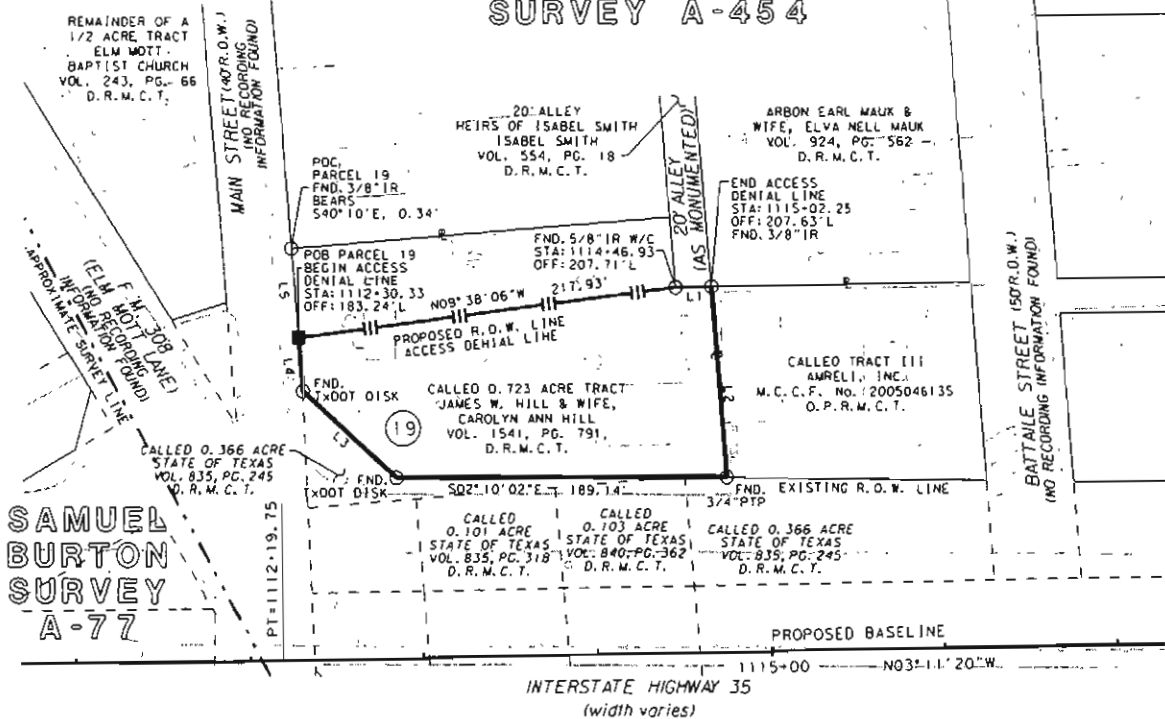 SURVEY A-454
REMAINDER OF A
1/2 ACRE TRACT
ELM MOTT
BAPTIST CHURCH
VOL. 243, PG. 66
D.R.M.C.T.
MAIN STREET (40'R.O.W.)
(NO RECORDING
INFORMATION FOUND)
20' ALLEY
HEIRS OF ISABEL SMITH
ISABEL SMITH
VOL. 554, PG. 18
D.R.M.C.T.
20' ALLEY
(AS MONUMENTED)
ARBON EARL MAUK &
WIFE, ELVA NELL MAUK
VOL. 924, PG. 562
D.R.M.C.T.
POC
PARCEL 19
FND. 3/8" IR
BEARS
S40°10'E, 0.34'
END ACCESS
DENIAL LINE
STA: 1115+02.25
OFF: 207.63'L
FND. 3/8"IR
FND. 5/8"IR W/C
STA: 1114+46.93
OFF: 207.71'L
POB PARCEL 19
BEGIN ACCESS
DENIAL LINE
STA: 1112+30.33
OFF: 183.24'L
L5
N09°38'06"W 217.93'
L1
PROPOSED R.O.W. LINE
ACCESS DENIAL LINE
F.M. 308
(ELM MOTT LANE)
(NO RECORDING
INFORMATION FOUND)
APPROXIMATE SURVEY LINE
BATTAILE STREET (50'R.O.W.)
(NO RECORDING INFORMATION FOUND)
L4
FND.
TxDOT DISK
L3
19
CALLED 0.723 ACRE TRACT
JAMES W. HILL & WIFE,
CAROLYN ANN HILL
VOL. 1541, PG. 791,
D.R.M.C.T.
L2
CALLED TRACT III
AMRELI, INC.
M.C.C.F. No. 2005046135
O.P.R.M.C.T.
CALLED 0.366 ACRE
STATE OF TEXAS
VOL. 835, PG. 245
D.R.M.C.T.
FND.
TxDOT DISK
S02°10'02"E 189.14'
FND.
3/4"PTP
EXISTING R.O.W. LINE
SAMUEL
BURTON
SURVEY
A-77
PT=1112+19.75
CALLED
0.101 ACRE
STATE OF TEXAS
VOL. 835, PG. 318
D.R.M.C.T.
CALLED
0.103 ACRE
STATE OF TEXAS
VOL. 840, PG. 362
D.R.M.C.T.
CALLED 0.366 ACRE
STATE OF TEXAS
VOL. 835, PG. 245
D.R.M.C.T.
PROPOSED BASELINE
1115+00
N03°11'20"W
INTERSTATE HIGHWAY 35
(width varies)